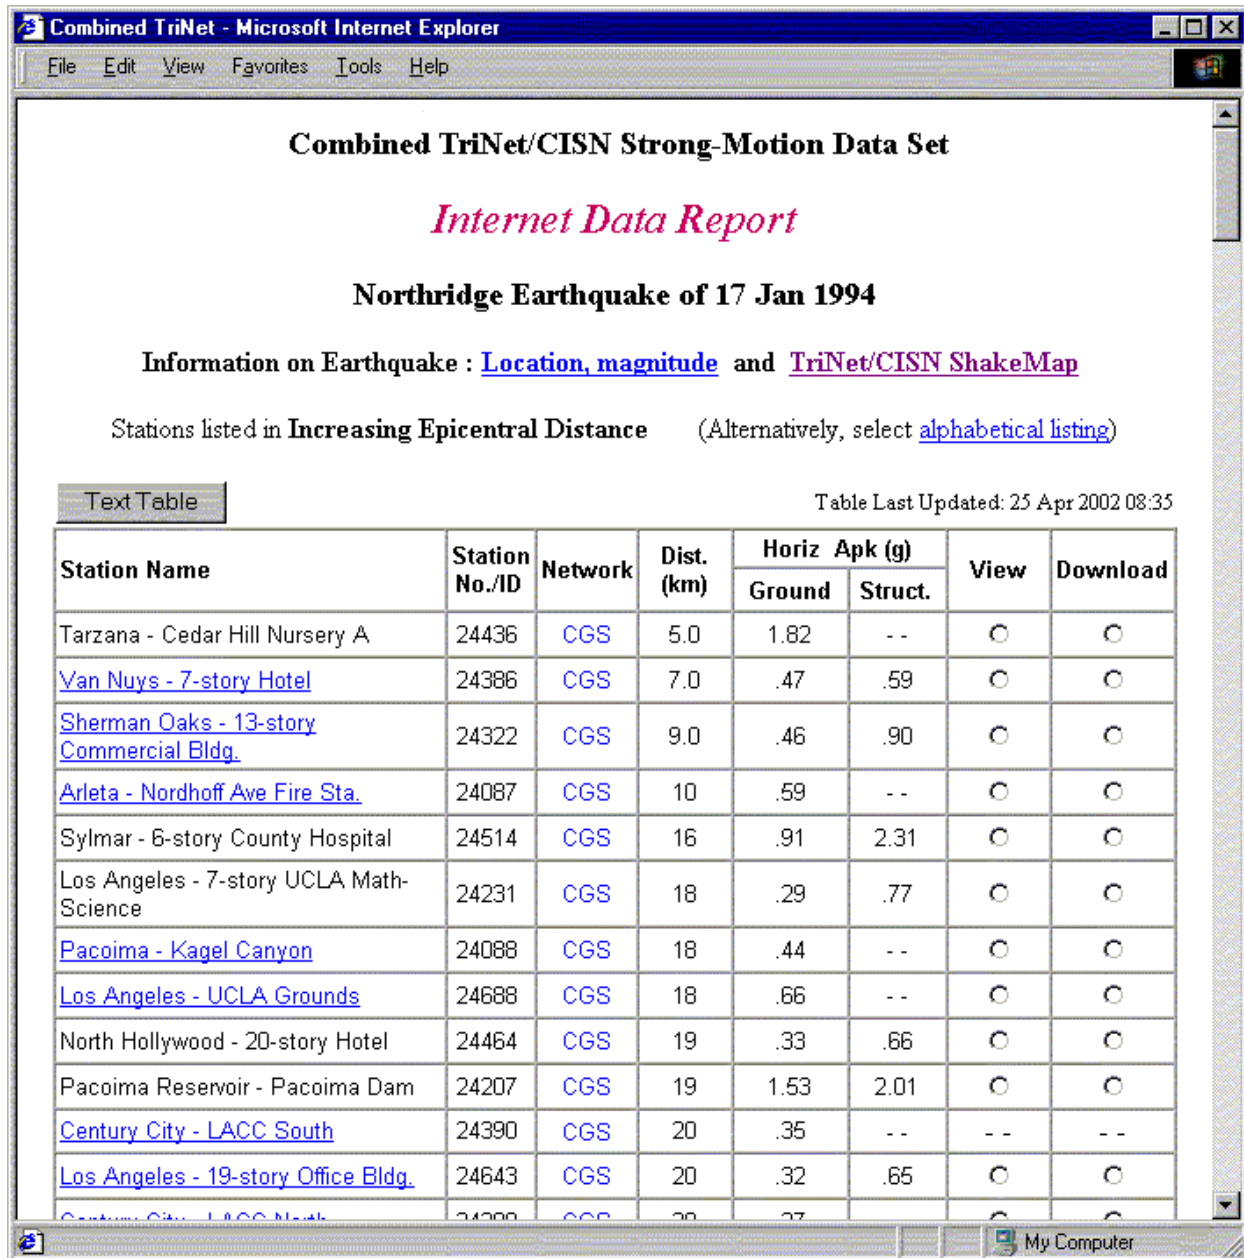 Combined TriNet - Microsoft Internet Explorer
File Edit View Favorites Tools Help
Combined TriNet/CISN Strong-Motion Data Set
Internet Data Report
Northridge Earthquake of 17 Jan 1994
Information on Earthquake : Location, magnitude and TriNet/CISN ShakeMap
Stations listed in Increasing Epicentral Distance (Alternatively, select alphabetical listing)
Text Table Table Last Updated: 25 Apr 2002 08:35
Station Name Station No./ID Network Dist. (km) Horiz Apk (g) View Download
Ground Struct.
Tarzana - Cedar Hill Nursery A 24436 CGS 5.0 1.82 - -
Van Nuys - 7-story Hotel 24386 CGS 7.0 .47 .59
Sherman Oaks - 13-story
Commercial Bldg. 24322 CGS 9.0 .46 .90
Arleta - Nordhoff Ave Fire Sta. 24087 CGS 10 .59 - -
Sylmar - 6-story County Hospital 24514 CGS 16 .91 2.31
Los Angeles - 7-story UCLA Math-
Science 24231 CGS 18 .29 .77
Pacoima - Kagel Canyon 24088 CGS 18 .44 - -
Los Angeles - UCLA Grounds 24688 CGS 18 .66 - -
North Hollywood - 20-story Hotel 24464 CGS 19 .33 .66
Pacoima Reservoir - Pacoima Dam 24207 CGS 19 1.53 2.01
Century City - LACC South 24390 CGS 20 .35 - - - - - -
Los Angeles - 19-story Office Bldg. 24643 CGS 20 .32 .65
Century City - LACC North CGS 20
My Computer